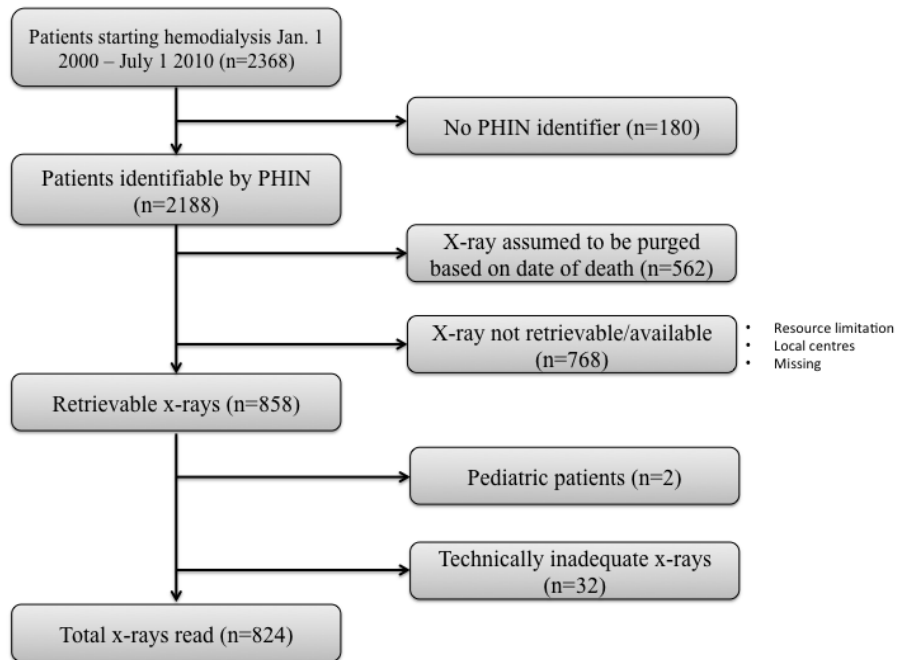 Patients starting hemodialysis Jan. 1
2000 – July 1 2010 (n=2368)
No PHIN identifier (n=180)
Patients identifiable by PHIN
(n=2188)
X-ray assumed to be purged
based on date of death (n=562)
X-ray not retrievable/available
(n=768)
• Resource limitation
• Local centres
• Missing
Retrievable x-rays (n=858)
Pediatric patients (n=2)
Technically inadequate x-rays
(n=32)
Total x-rays read (n=824)